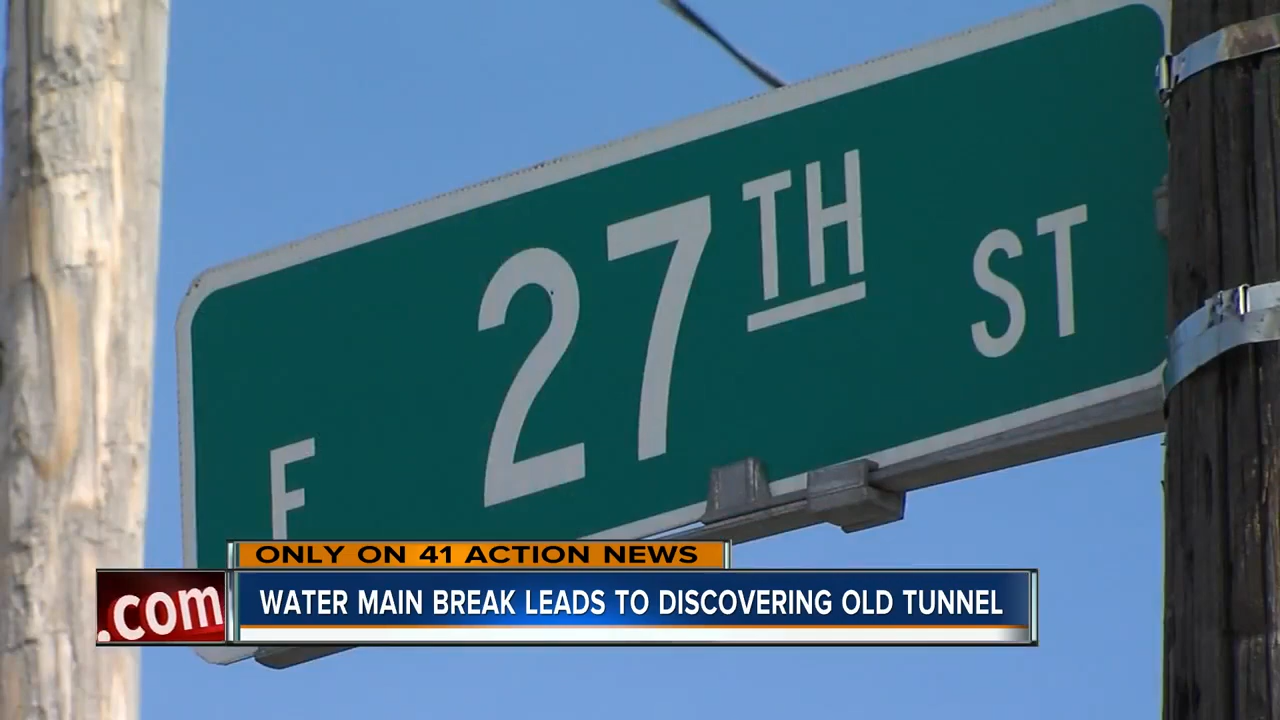 E 27TH ST
ONLY ON 41 ACTION NEWS
.com WATER MAIN BREAK LEADS TO DISCOVERING OLD TUNNEL